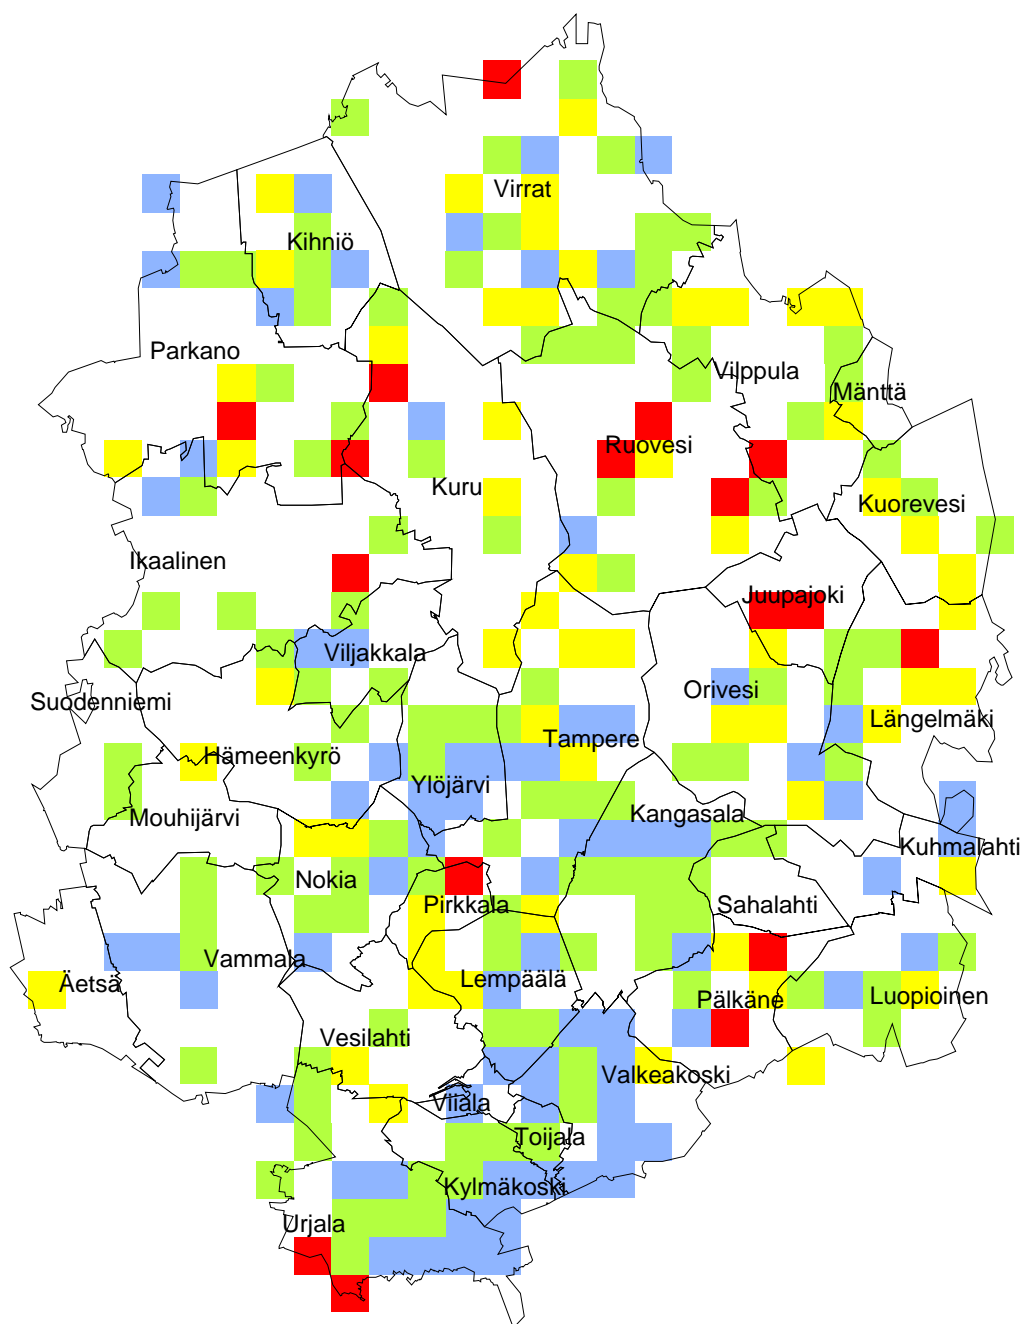 Virrat
Kihniö
Parkano
Vilppula
Mänttä
Ruovesi
Kuru
Kuorevesi
Ikaalinen
Juupajoki
Viljakkala
Suodenniemi
Orivesi
Längelmäki
Tampere
Hämeenkyrö
Ylöjärvi
Kangasala
Mouhijärvi
Kuhmalahti
Nokia
Pirkkala
Sahalahti
Vammala
Lempäälä
Äetsä
Pälkäne
Luopioinen
Vesilahti
Valkeakoski
Viiala
Toijala
Kylmäkoski
Urjala